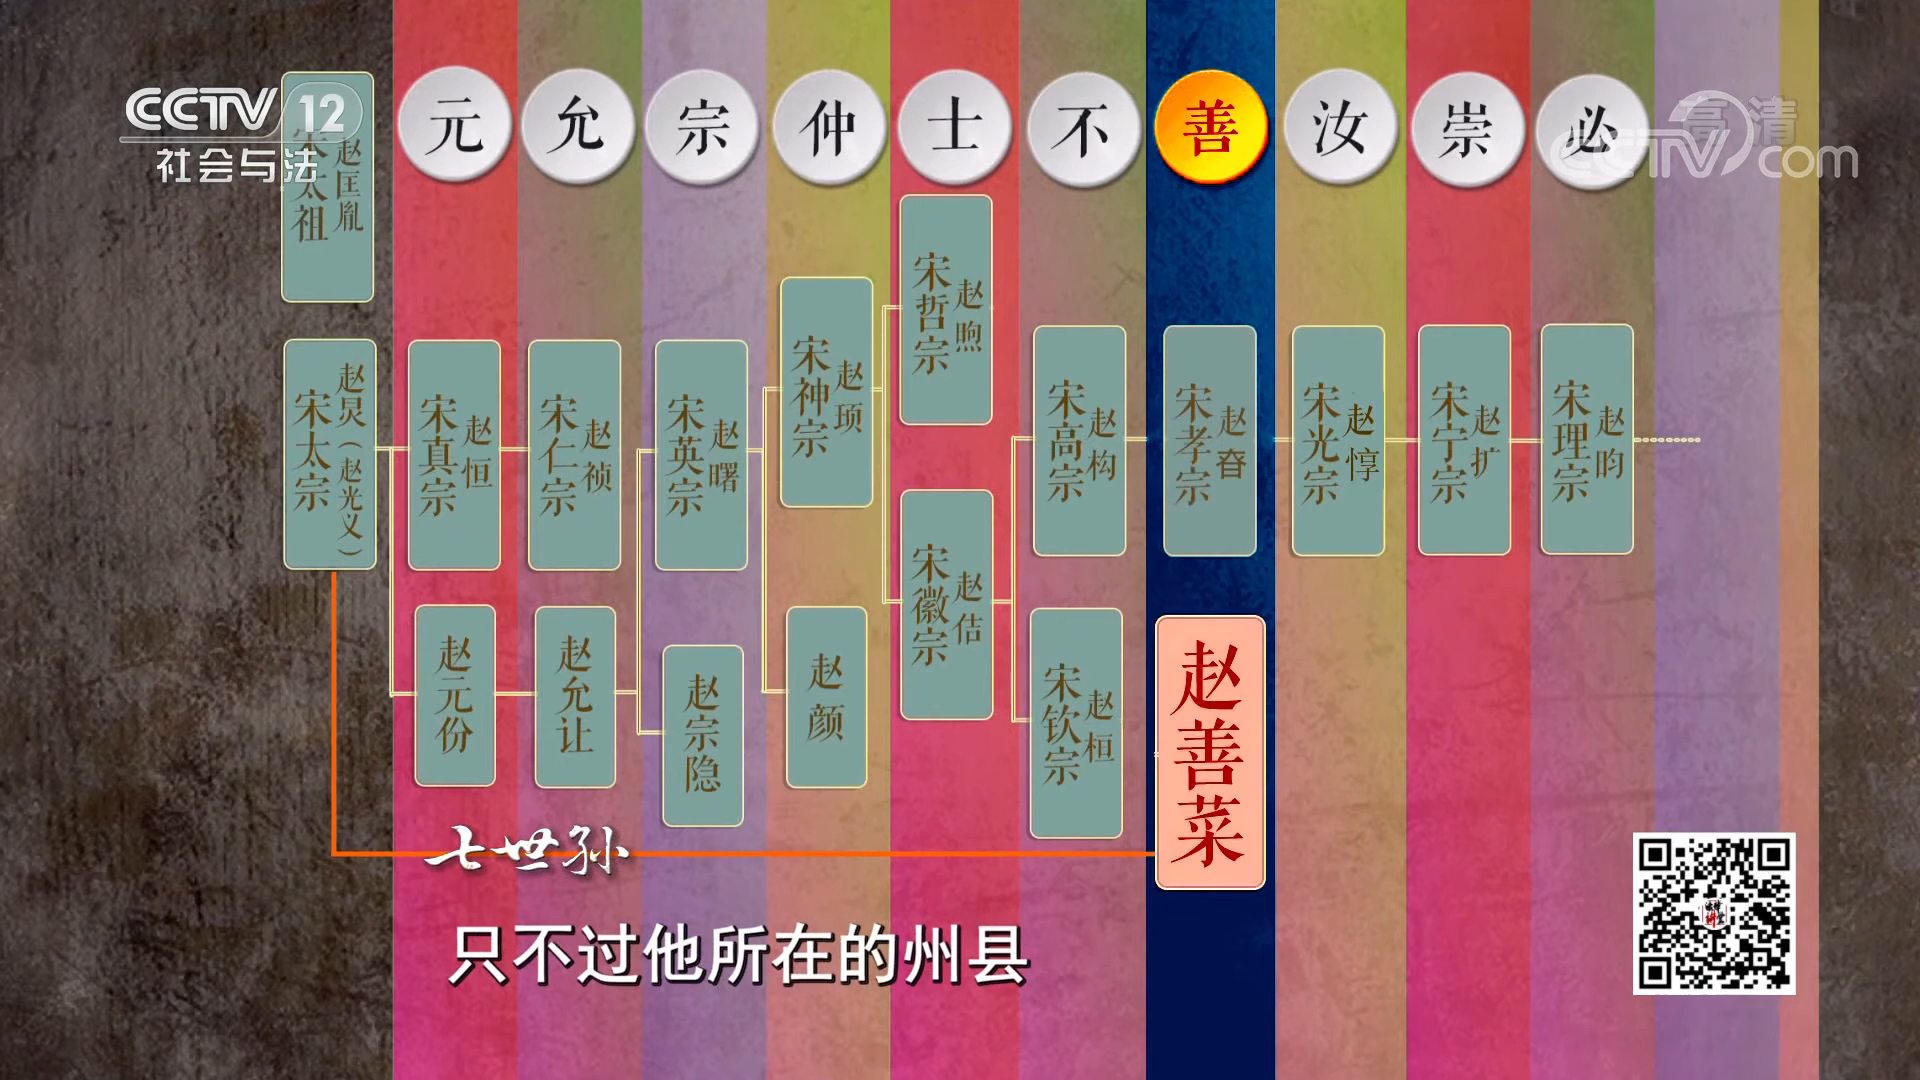 CCTV 12
社会与法
高清
CCTV.com
元 允 宗 仲 士 不 善 汝 崇 必
宋太祖 赵匡胤
宋太宗 赵炅（赵光义）
宋真宗 赵恒
宋仁宗 赵祯
宋英宗 赵曙
宋神宗 赵顼
宋哲宗 赵煦
宋徽宗 赵佶
宋高宗 赵构
宋钦宗 赵桓
宋孝宗 赵昚
宋光宗 赵惇
宋宁宗 赵扩
宋理宗 赵昀
赵元份
赵允让
赵宗隐
赵颜
赵善菜
七世孙
只不过他所在的州县